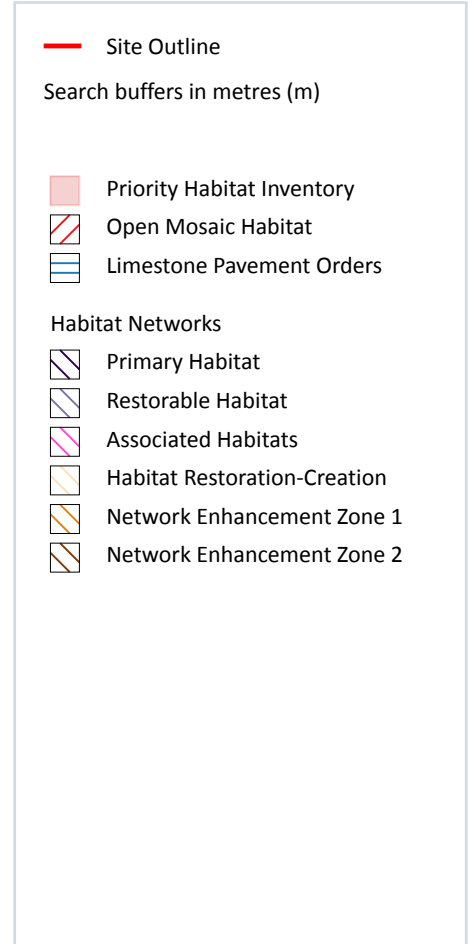 Site Outline
Search buffers in metres (m)
Priority Habitat Inventory
Open Mosaic Habitat
Limestone Pavement Orders
Habitat Networks
Primary Habitat
Restorable Habitat
Associated Habitats
Habitat Restoration-Creation
Network Enhancement Zone 1
Network Enhancement Zone 2